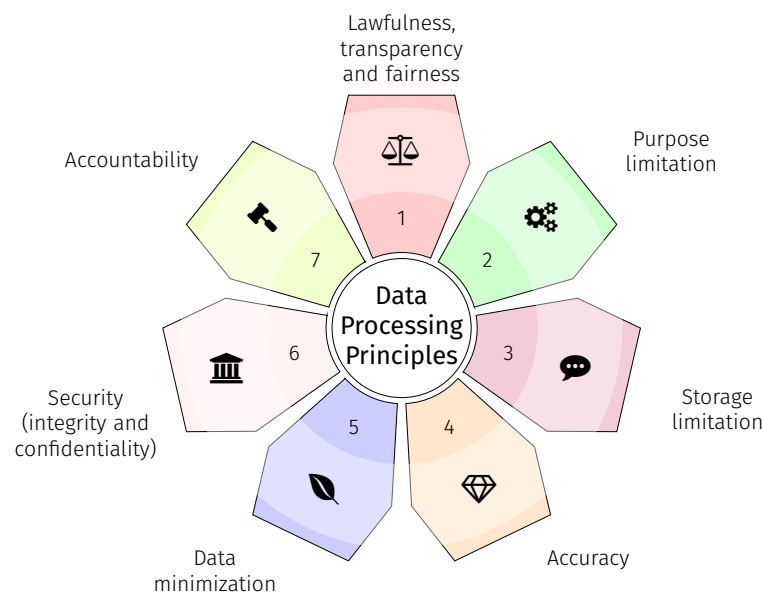 Lawfulness,
transparency
and fairness
1
Purpose
limitation
2
Storage
limitation
3
Accuracy
4
Data
minimization
5
Security
(integrity and
confidentiality)
6
Accountability
7
Data
Processing
Principles